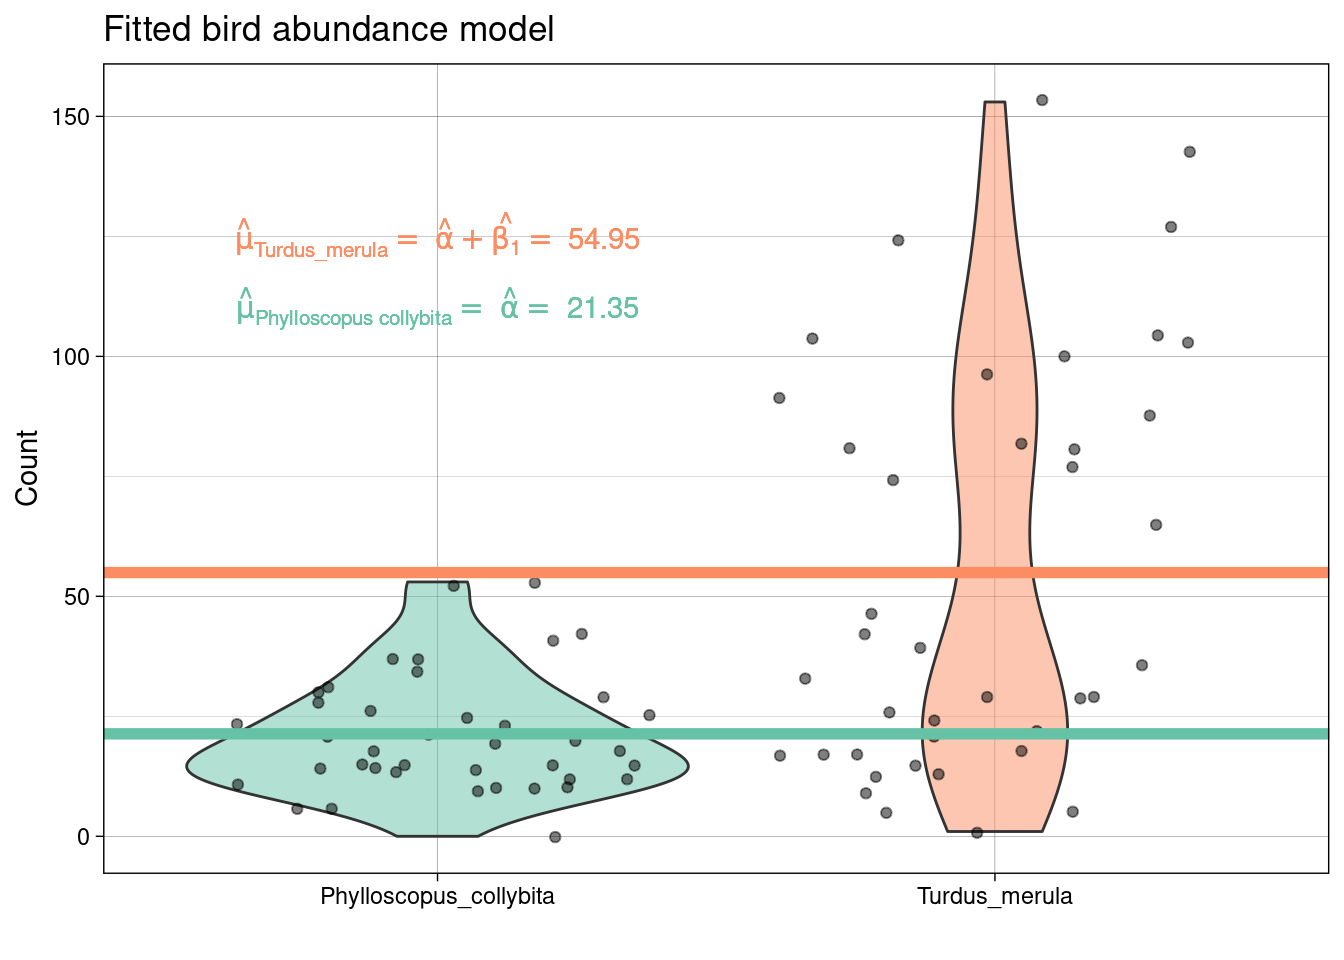 Fitted bird abundance model
150
100
50
0
Count
μ̂Turdus_merula = α̂ + β̂1 = 54.95
μ̂Phylloscopus collybita = α̂ = 21.35
Phylloscopus_collybita
Turdus_merula